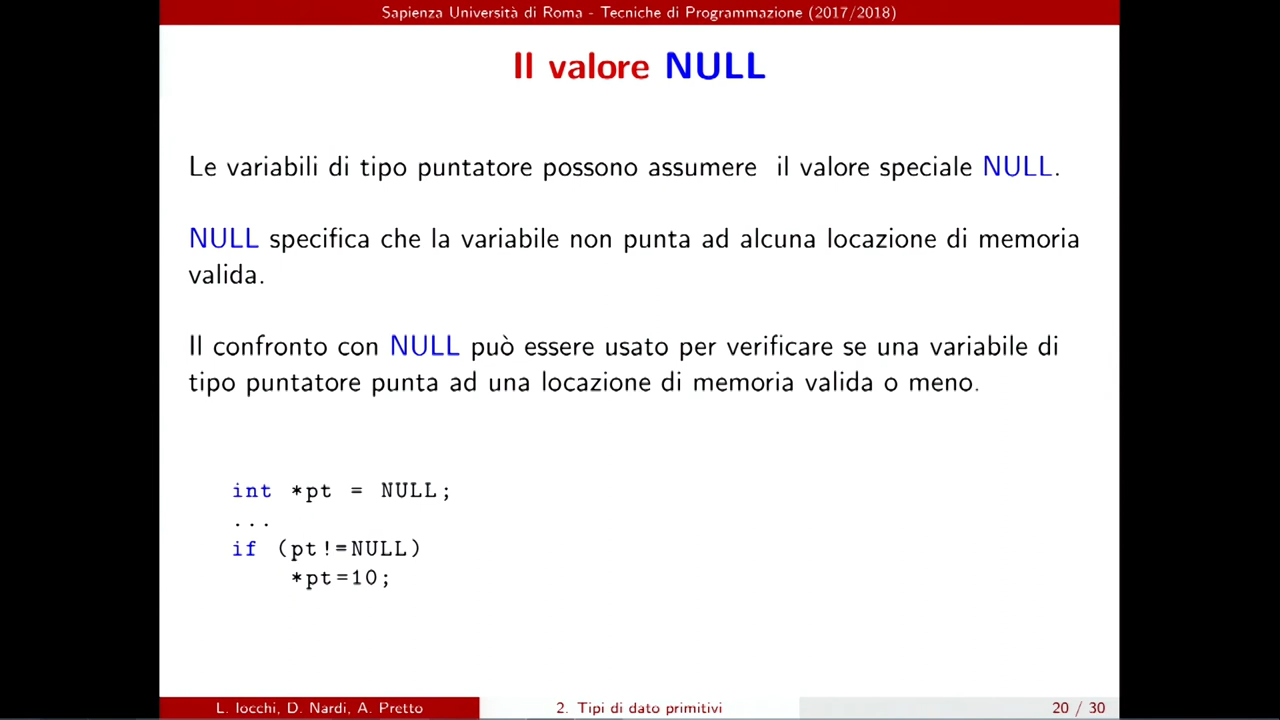 Sapienza Università di Roma - Tecniche di Programmazione (2017/2018)
Il valore NULL
Le variabili di tipo puntatore possono assumere il valore speciale NULL.
NULL specifica che la variabile non punta ad alcuna locazione di memoria
valida.
Il confronto con NULL può essere usato per verificare se una variabile di
tipo puntatore punta ad una locazione di memoria valida o meno.
int *pt = NULL;
...
if (pt!=NULL)
*pt=10;
L. Iocchi, D. Nardi, A. Pretto
2. Tipi di dato primitivi
20 / 30